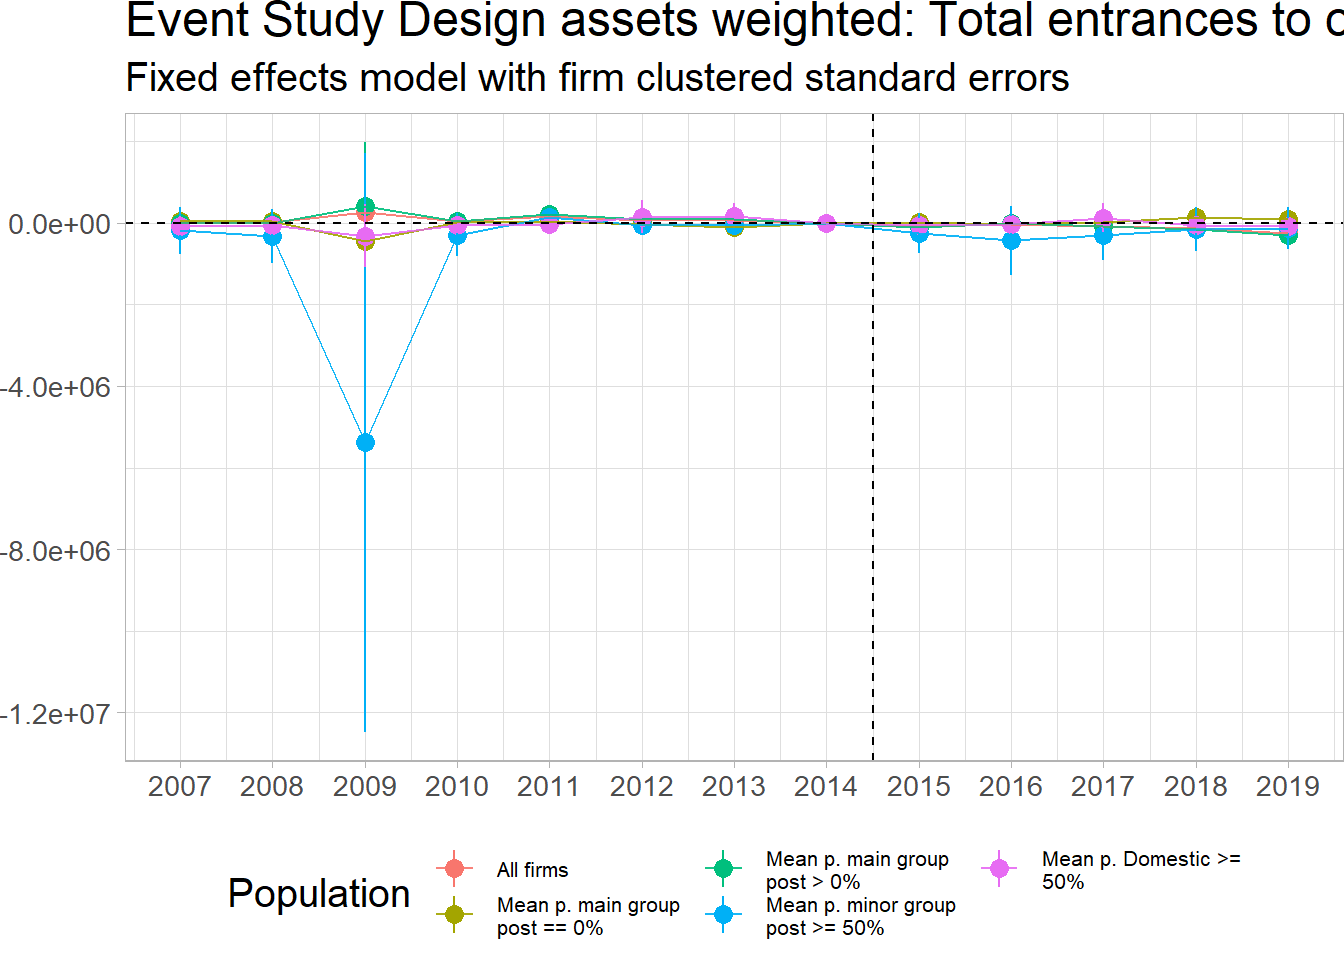 Event Study Design assets weighted: Total entrances to
Fixed effects model with firm clustered standard errors
0.0e+00
-4.0e+06
-8.0e+06
-1.2e+07
2007 2008 2009 2010 2011 2012 2013 2014 2015 2016 2017 2018 2019
Population
All firms
Mean p. main group
post == 0%
Mean p. main group
post > 0%
Mean p. minor group
post >= 50%
Mean p. Domestic >=
50%